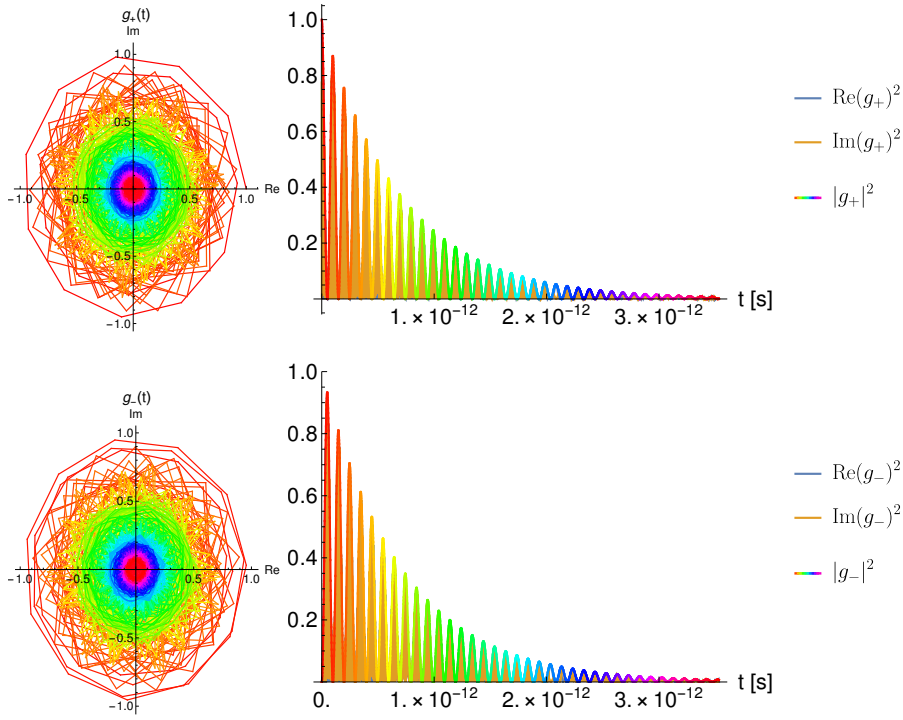 g₊(t)
Im
1.0
0.5
−1.0 −0.5 0.5 1.0 Re
−0.5
−1.0
1.0
0.8
0.6
0.4
0.2
1.×10⁻¹² 2.×10⁻¹² 3.×10⁻¹² t [s]
Re(g₊)²
Im(g₊)²
|g₊|²
g₋(t)
Im
1.0
0.5
−1.0 −0.5 0.5 1.0 Re
−0.5
−1.0
1.0
0.8
0.6
0.4
0.2
0. 1.×10⁻¹² 2.×10⁻¹² 3.×10⁻¹² t [s]
Re(g₋)²
Im(g₋)²
|g₋|²